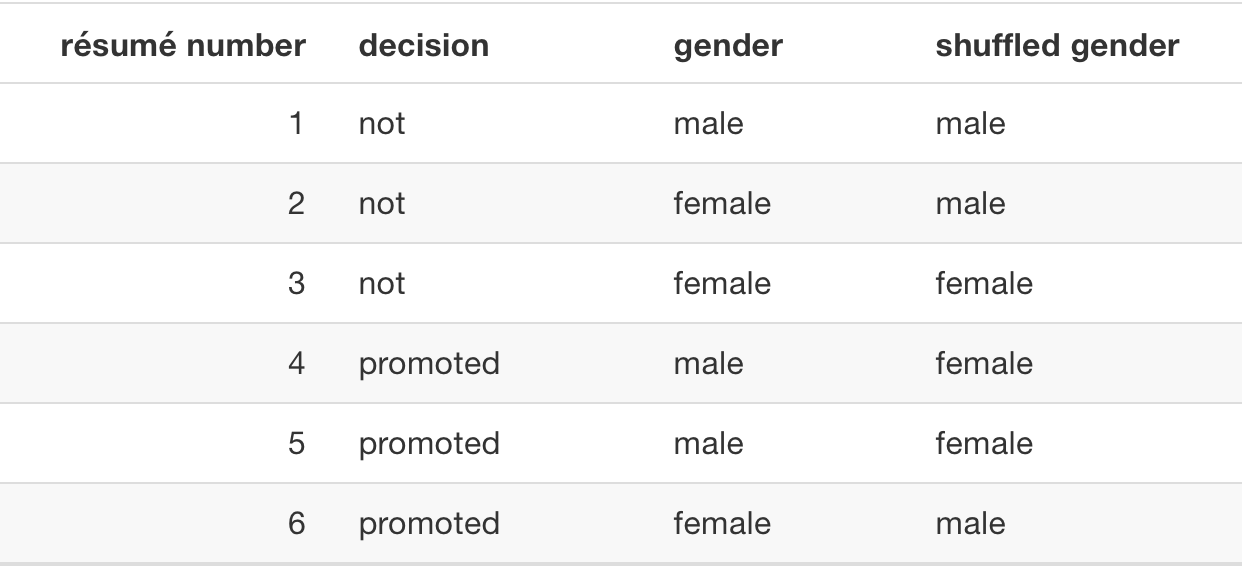 résumé number decision gender shuffled gender
1 not male male
2 not female male
3 not female female
4 promoted male female
5 promoted male female
6 promoted female male